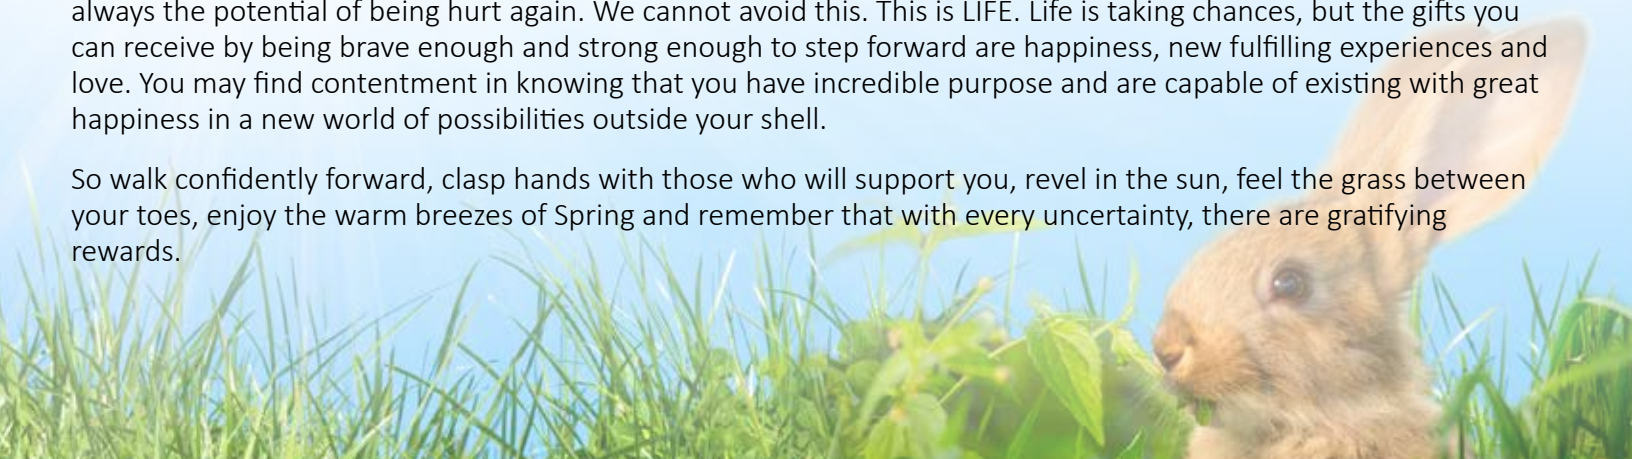 always the potential of being hurt again. We cannot avoid this. This is LIFE. Life is taking chances, but the gifts you
can receive by being brave enough and strong enough to step forward are happiness, new fulfilling experiences and
love. You may find contentment in knowing that you have incredible purpose and are capable of existing with great
happiness in a new world of possibilities outside your shell.
So walk confidently forward, clasp hands with those who will support you, revel in the sun, feel the grass between
your toes, enjoy the warm breezes of Spring and remember that with every uncertainty, there are gratifying
rewards.